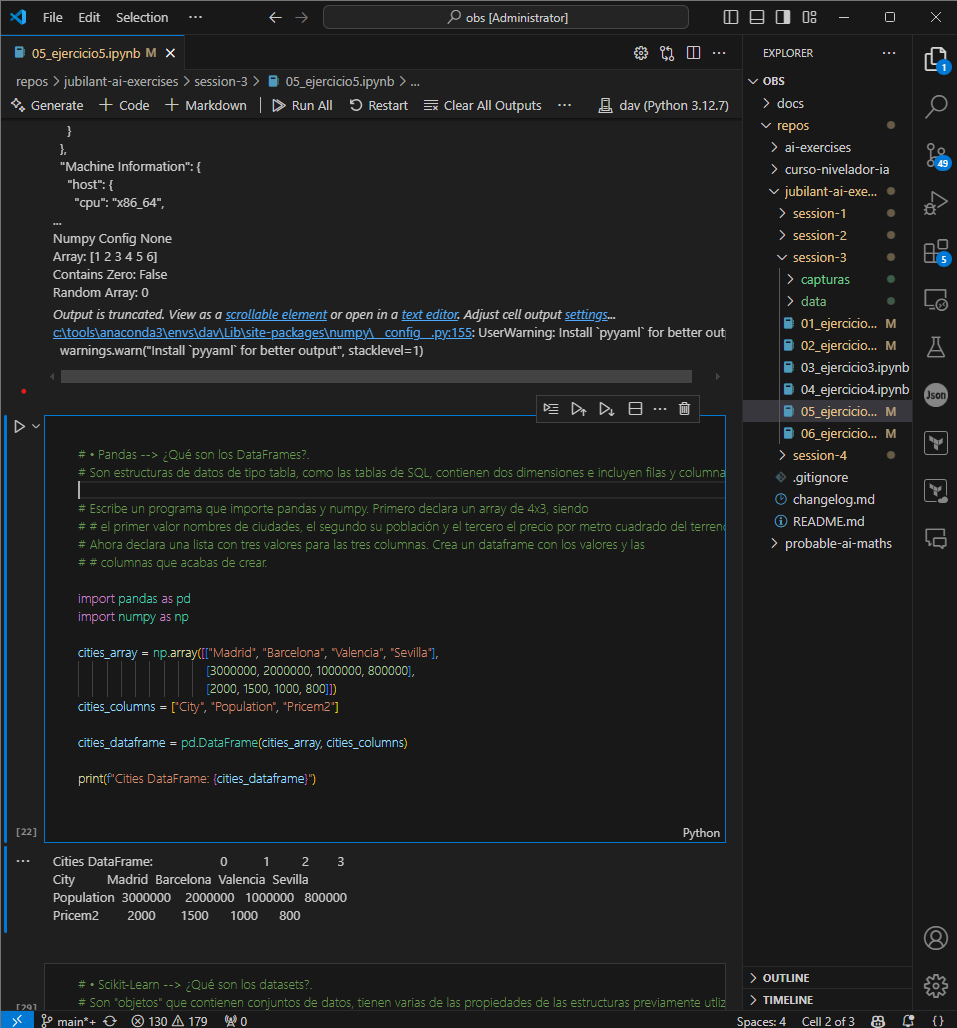 File Edit Selection ··· obs [Administrator]
05_ejercicio5.ipynb M
repos > jubilant-ai-exercises > session-3 > 05_ejercicio5.ipynb > ...
Generate + Code + Markdown | Run All Restart Clear All Outputs ··· dav (Python 3.12.7)
}
},
"Machine Information": {
"host": {
"cpu": "x86_64",
...
Numpy Config None
Array: [1 2 3 4 5 6]
Contains Zero: False
Random Array: 0
Output is truncated. View as a scrollable element or open in a text editor. Adjust cell output settings...
c:\tools\anaconda3\envs\dav\Lib\site-packages\numpy\__config__.py:155: UserWarning: Install `pyyaml` for better out
warnings.warn("Install `pyyaml` for better output", stacklevel=1)
# • Pandas --> ¿Qué son los DataFrames?.
# Son estructuras de datos de tipo tabla, como las tablas de SQL, contienen dos dimensiones e incluyen filas y columna
# Escribe un programa que importe pandas y numpy. Primero declara un array de 4x3, siendo
# # el primer valor nombres de ciudades, el segundo su población y el tercero el precio por metro cuadrado del terreno
# Ahora declara una lista con tres valores para las tres columnas. Crea un dataframe con los valores y las
# # columnas que acabas de crear.
import pandas as pd
import numpy as np
cities_array = np.array([["Madrid", "Barcelona", "Valencia", "Sevilla"],
[3000000, 2000000, 1000000, 800000],
[2000, 1500, 1000, 800]])
cities_columns = ["City", "Population", "Pricem2"]
cities_dataframe = pd.DataFrame(cities_array, cities_columns)
print(f"Cities DataFrame: {cities_dataframe}")
[22]
Python
Cities DataFrame: 0 1 2 3
City Madrid Barcelona Valencia Sevilla
Population 3000000 2000000 1000000 800000
Pricem2 2000 1500 1000 800
# • Scikit-Learn --> ¿Qué son los datasets?.
# Son "objetos" que contienen conjuntos de datos, tienen varias de las propiedades de las estructuras previamente utiliz
[29]
EXPLORER ···
OBS
docs
repos
ai-exercises
curso-nivelador-ia
jubilant-ai-exe...
session-1
session-2
session-3
capturas
data
01_ejercicio... M
02_ejercicio... M
03_ejercicio3.ipynb
04_ejercicio4.ipynb
05_ejercicio... M
06_ejercicio... M
session-4
.gitignore
changelog.md
README.md
probable-ai-maths
OUTLINE
TIMELINE
1
49
5
Json
main*+ 130 179 0 Spaces: 4 Cell 2 of 3 {}